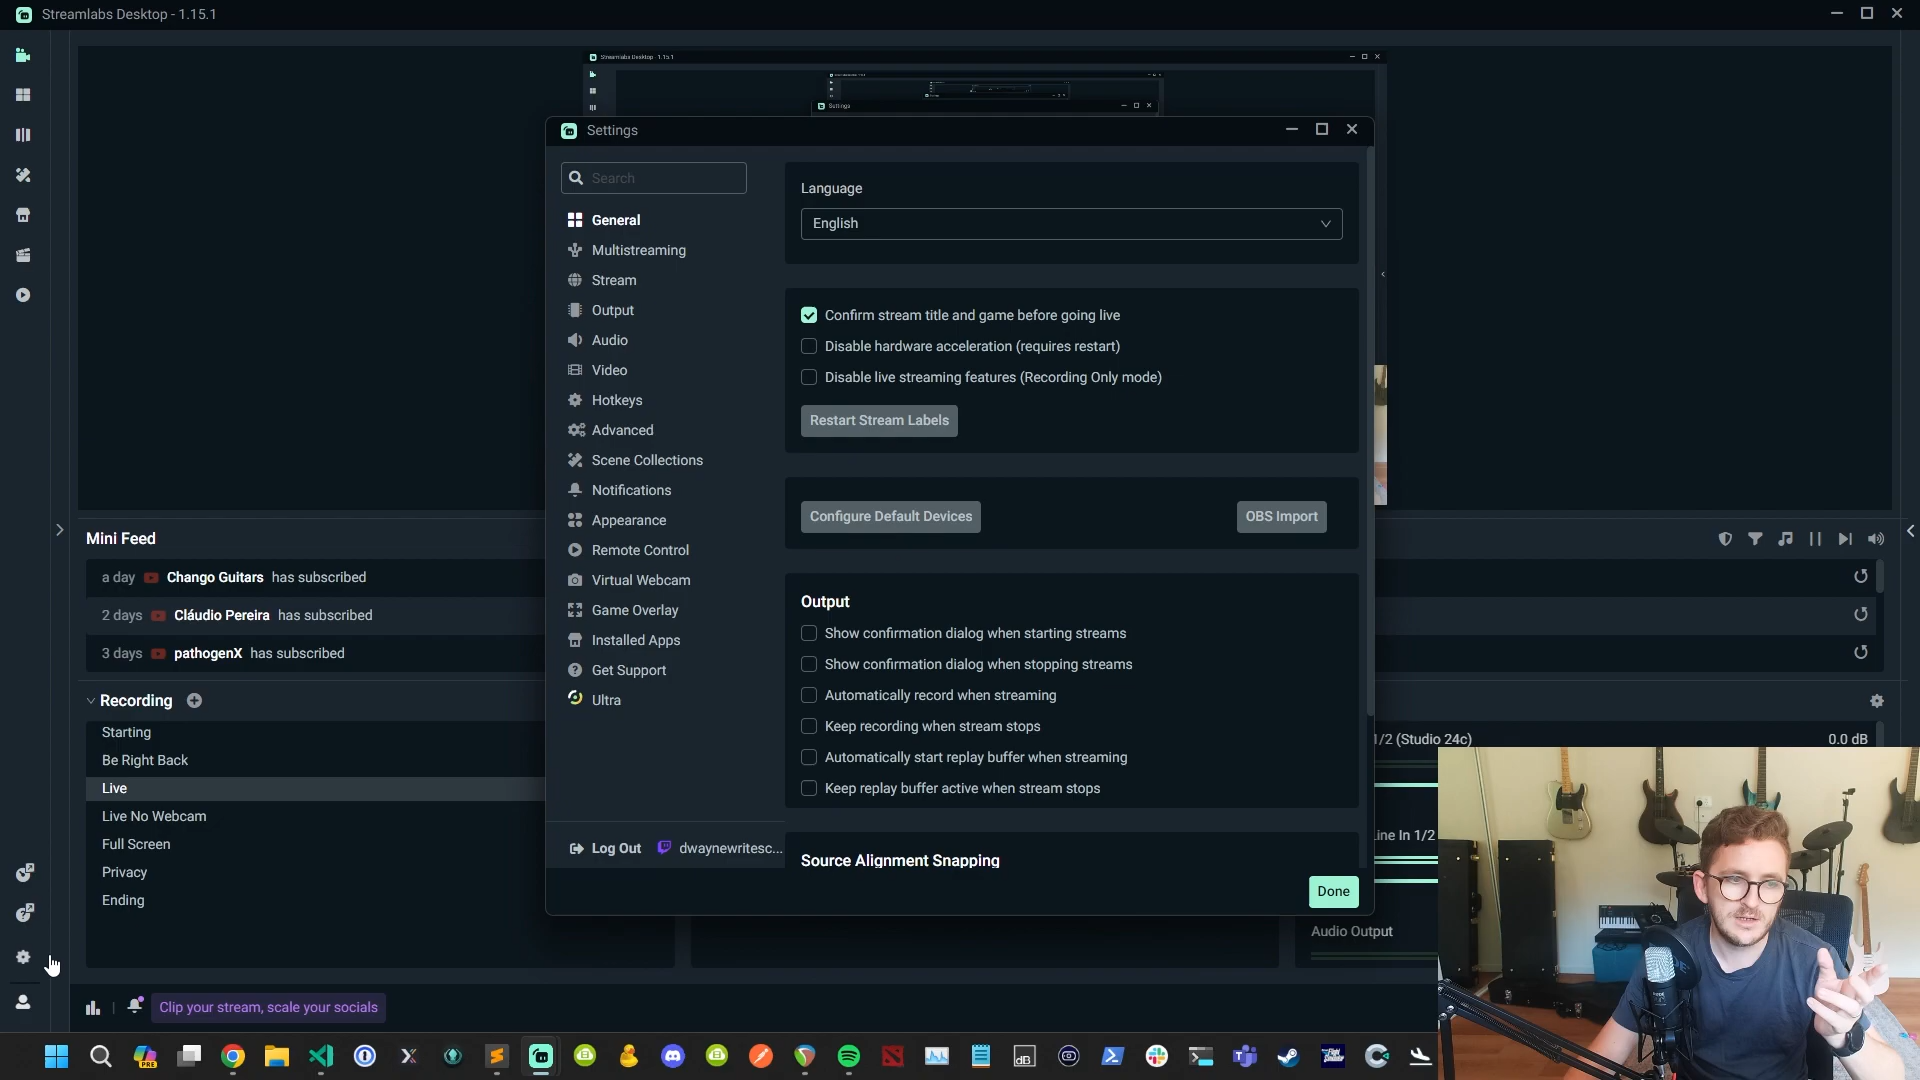 Streamlabs Desktop - 1.15.1
Streamlabs Desktop - 1.15.1
Settings
Settings
Search
General
Multistreaming
Stream
Output
Audio
Video
Hotkeys
Advanced
Scene Collections
Notifications
Appearance
Remote Control
Virtual Webcam
Game Overlay
Installed Apps
Get Support
Ultra
Log Out dwaynewritesc...
Language
English
Confirm stream title and game before going live
Disable hardware acceleration (requires restart)
Disable live streaming features (Recording Only mode)
Restart Stream Labels
Configure Default Devices
OBS Import
Output
Show confirmation dialog when starting streams
Show confirmation dialog when stopping streams
Automatically record when streaming
Keep recording when stream stops
Automatically start replay buffer when streaming
Keep replay buffer active when stream stops
Source Alignment Snapping
Done
Mini Feed
a day Chango Guitars has subscribed
2 days Cláudio Pereira has subscribed
3 days pathogenX has subscribed
Recording
Starting
Be Right Back
Live
Live No Webcam
Full Screen
Privacy
Ending
1/2 (Studio 24c) 0.0 dB
Line In 1/2
Audio Output
Clip your stream, scale your socials
PRE
dB